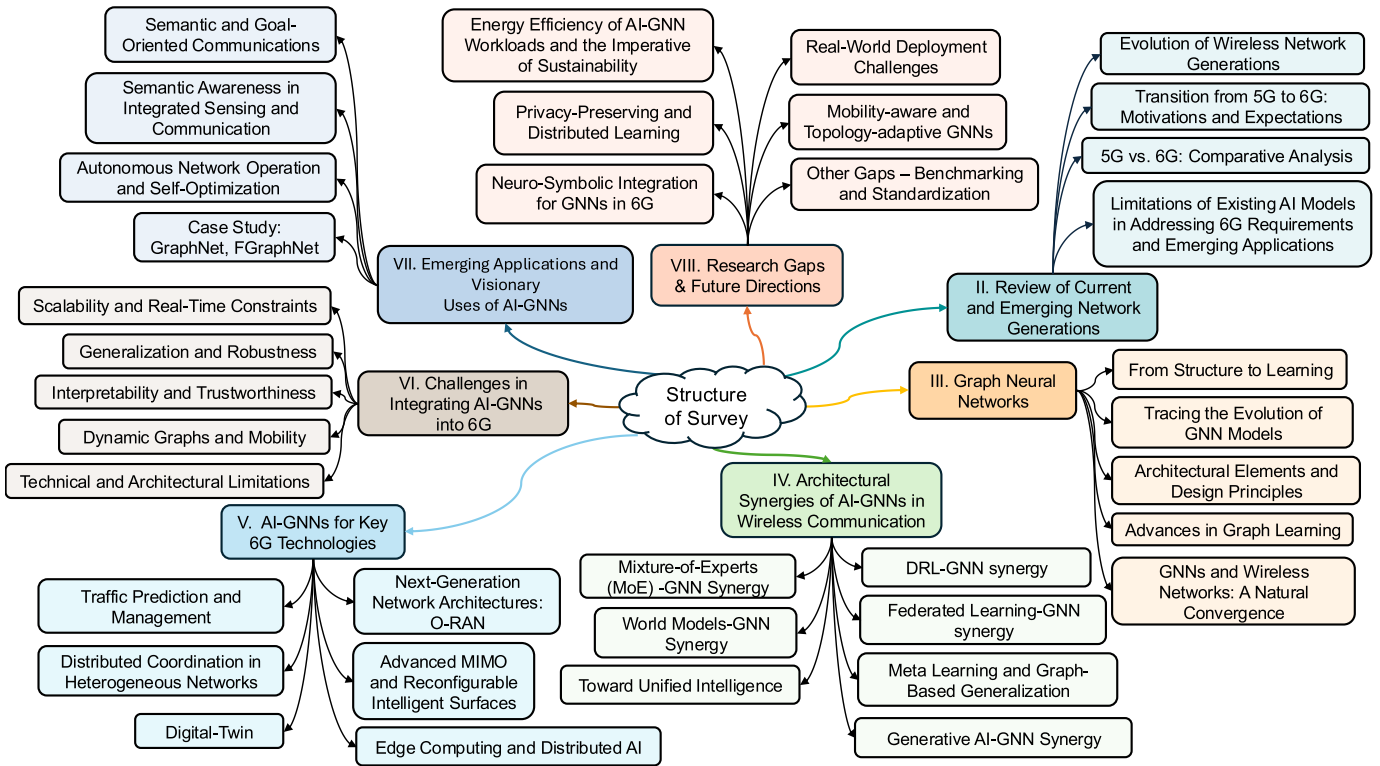 Structure
of Survey
II. Review of Current
and Emerging Network
Generations
Evolution of Wireless Network
Generations
Transition from 5G to 6G:
Motivations and Expectations
5G vs. 6G: Comparative Analysis
Limitations of Existing AI Models
in Addressing 6G Requirements
and Emerging Applications
III. Graph Neural
Networks
From Structure to Learning
Tracing the Evolution of
GNN Models
Architectural Elements and
Design Principles
Advances in Graph Learning
GNNs and Wireless
Networks: A Natural
Convergence
IV. Architectural
Synergies of AI-GNNs in
Wireless Communication
Mixture-of-Experts
(MoE) -GNN Synergy
World Models-GNN
Synergy
Toward Unified Intelligence
DRL-GNN synergy
Federated Learning-GNN
synergy
Meta Learning and Graph-
Based Generalization
Generative AI-GNN Synergy
V. AI-GNNs for Key
6G Technologies
Traffic Prediction and
Management
Distributed Coordination in
Heterogeneous Networks
Digital-Twin
Next-Generation
Network Architectures:
O-RAN
Advanced MIMO
and Reconfigurable
Intelligent Surfaces
Edge Computing and Distributed AI
VI. Challenges in
Integrating AI-GNNs
into 6G
Scalability and Real-Time Constraints
Generalization and Robustness
Interpretability and Trustworthiness
Dynamic Graphs and Mobility
Technical and Architectural Limitations
VII. Emerging Applications and
Visionary
Uses of AI-GNNs
Semantic and Goal-
Oriented Communications
Semantic Awareness in
Integrated Sensing and
Communication
Autonomous Network Operation
and Self-Optimization
Case Study:
GraphNet, FGraphNet
VIII. Research Gaps
& Future Directions
Energy Efficiency of AI-GNN
Workloads and the Imperative
of Sustainability
Privacy-Preserving and
Distributed Learning
Neuro-Symbolic Integration
for GNNs in 6G
Real-World Deployment
Challenges
Mobility-aware and
Topology-adaptive GNNs
Other Gaps – Benchmarking
and Standardization